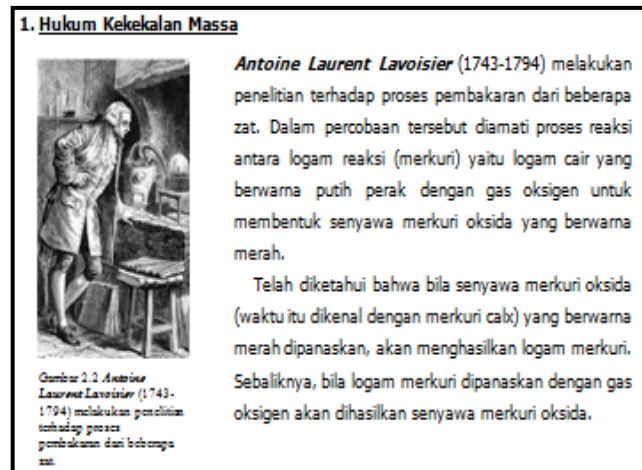 1. Hukum Kekekalan Massa
Antoine Laurent Lavoisier (1743-1794) melakukan
penelitian terhadap proses pembakaran dari beberapa
zat. Dalam percobaan tersebut diamati proses reaksi
antara logam reaksi (merkuri) yaitu logam cair yang
berwarna putih perak dengan gas oksigen untuk
membentuk senyawa merkuri oksida yang berwarna
merah.
Telah diketahui bahwa bila senyawa merkuri oksida
(waktu itu dikenal dengan merkuri calx) yang berwarna
merah dipanaskan, akan menghasilkan logam merkuri.
Sebaliknya, bila logam merkuri dipanaskan dengan gas
oksigen akan dihasilkan senyawa merkuri oksida.
Gambar 2.2 Antoine
Laurent Lavoisier (1743-
1794) melakukan penelitian
terhadap proses
pembakaran dari beberapa
zat.